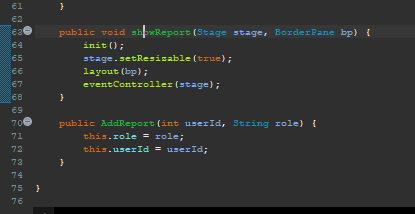 61 }
62
63 public void showReport(Stage stage, BorderPane bp) {
64 init();
65 stage.setResizable(true);
66 layout(bp);
67 eventController(stage);
68 }
69
70 public AddReport(int userId, String role) {
71 this.role = role;
72 this.userId = userId;
73 }
74
75 }
76